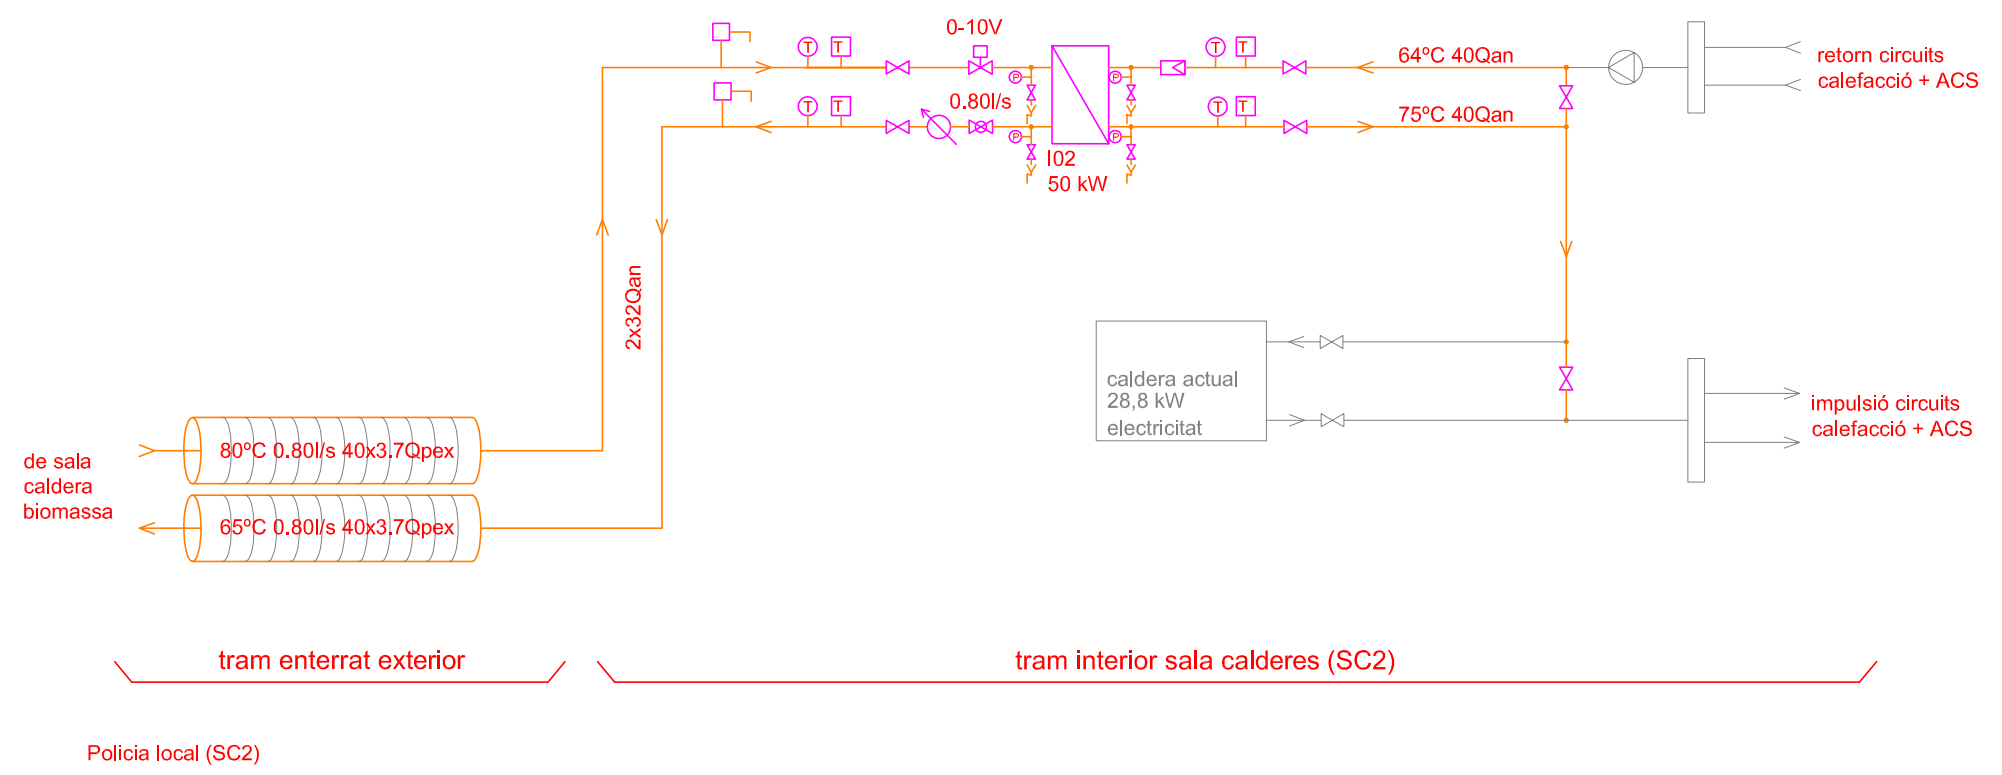 0-10V
T
T
T
T
64ºC 40Qan
retorn circuits
calefacció + ACS
P
P
0.80l/s
T
T
T
T
75ºC 40Qan
P
P
I02
50 kW
2x32Qan
caldera actual
28,8 kW
electricitat
impulsió circuits
calefacció + ACS
de sala
caldera
biomassa
80ºC 0.80l/s 40x3.7Qpex
65ºC 0.80l/s 40x3.7Qpex
tram enterrat exterior
tram interior sala calderes (SC2)
Policia local (SC2)